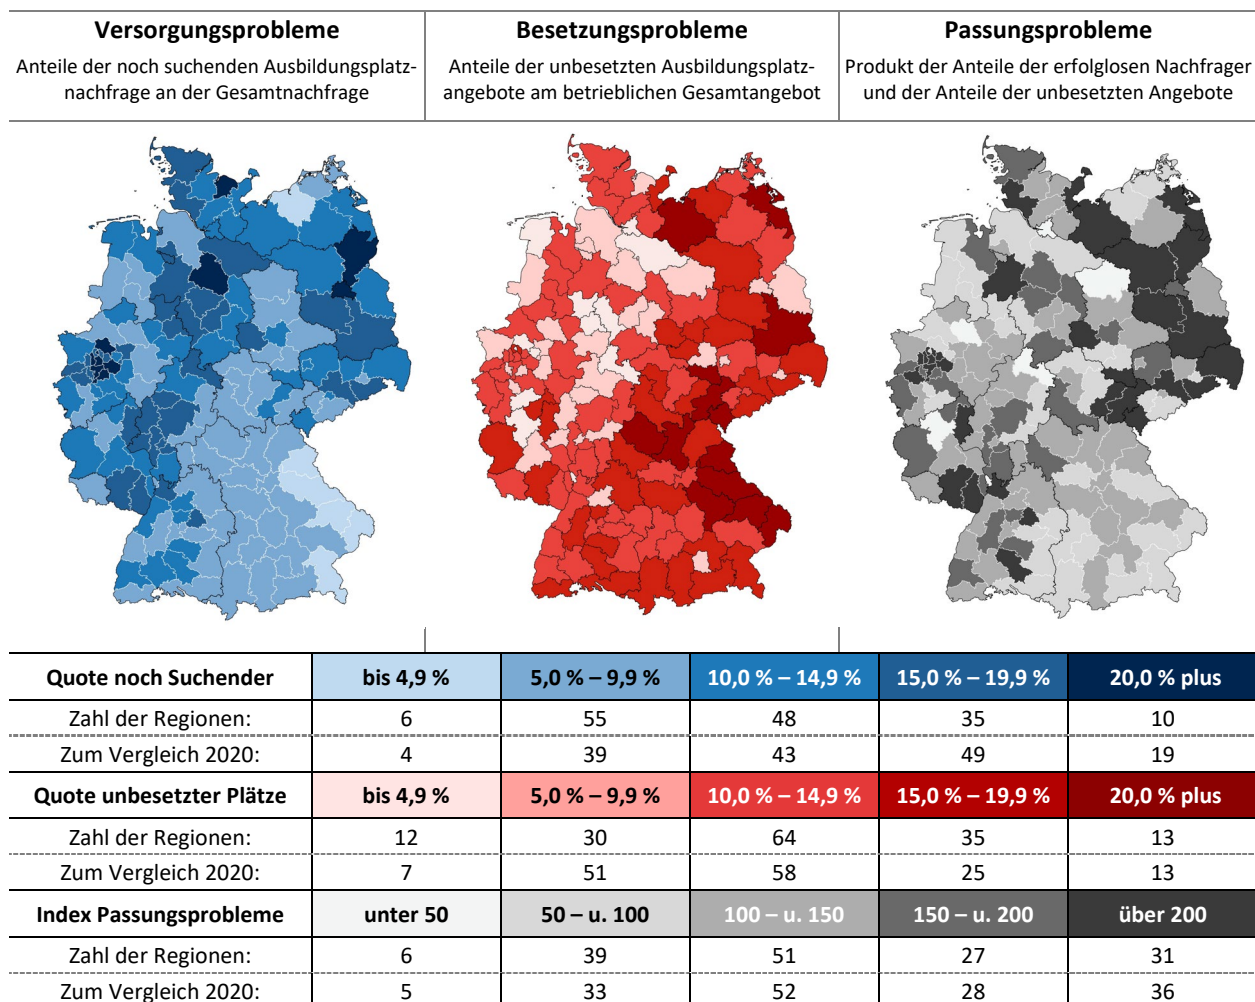 Versorgungsprobleme
Anteile der noch suchenden Ausbildungsplatz-
nachfrage an der Gesamtnachfrage
Besetzungsprobleme
Anteile der unbesetzten Ausbildungsplatz-
angebote am betrieblichen Gesamtangebot
Passungsprobleme
Produkt der Anteile der erfolglosen Nachfrager
und der Anteile der unbesetzten Angebote
Quote noch Suchender bis 4,9 % 5,0 % – 9,9 % 10,0 % – 14,9 % 15,0 % – 19,9 % 20,0 % plus
Zahl der Regionen: 6 55 48 35 10
Zum Vergleich 2020: 4 39 43 49 19
Quote unbesetzter Plätze bis 4,9 % 5,0 % – 9,9 % 10,0 % – 14,9 % 15,0 % – 19,9 % 20,0 % plus
Zahl der Regionen: 12 30 64 35 13
Zum Vergleich 2020: 7 51 58 25 13
Index Passungsprobleme unter 50 50 – u. 100 100 – u. 150 150 – u. 200 über 200
Zahl der Regionen: 6 39 51 27 31
Zum Vergleich 2020: 5 33 52 28 36